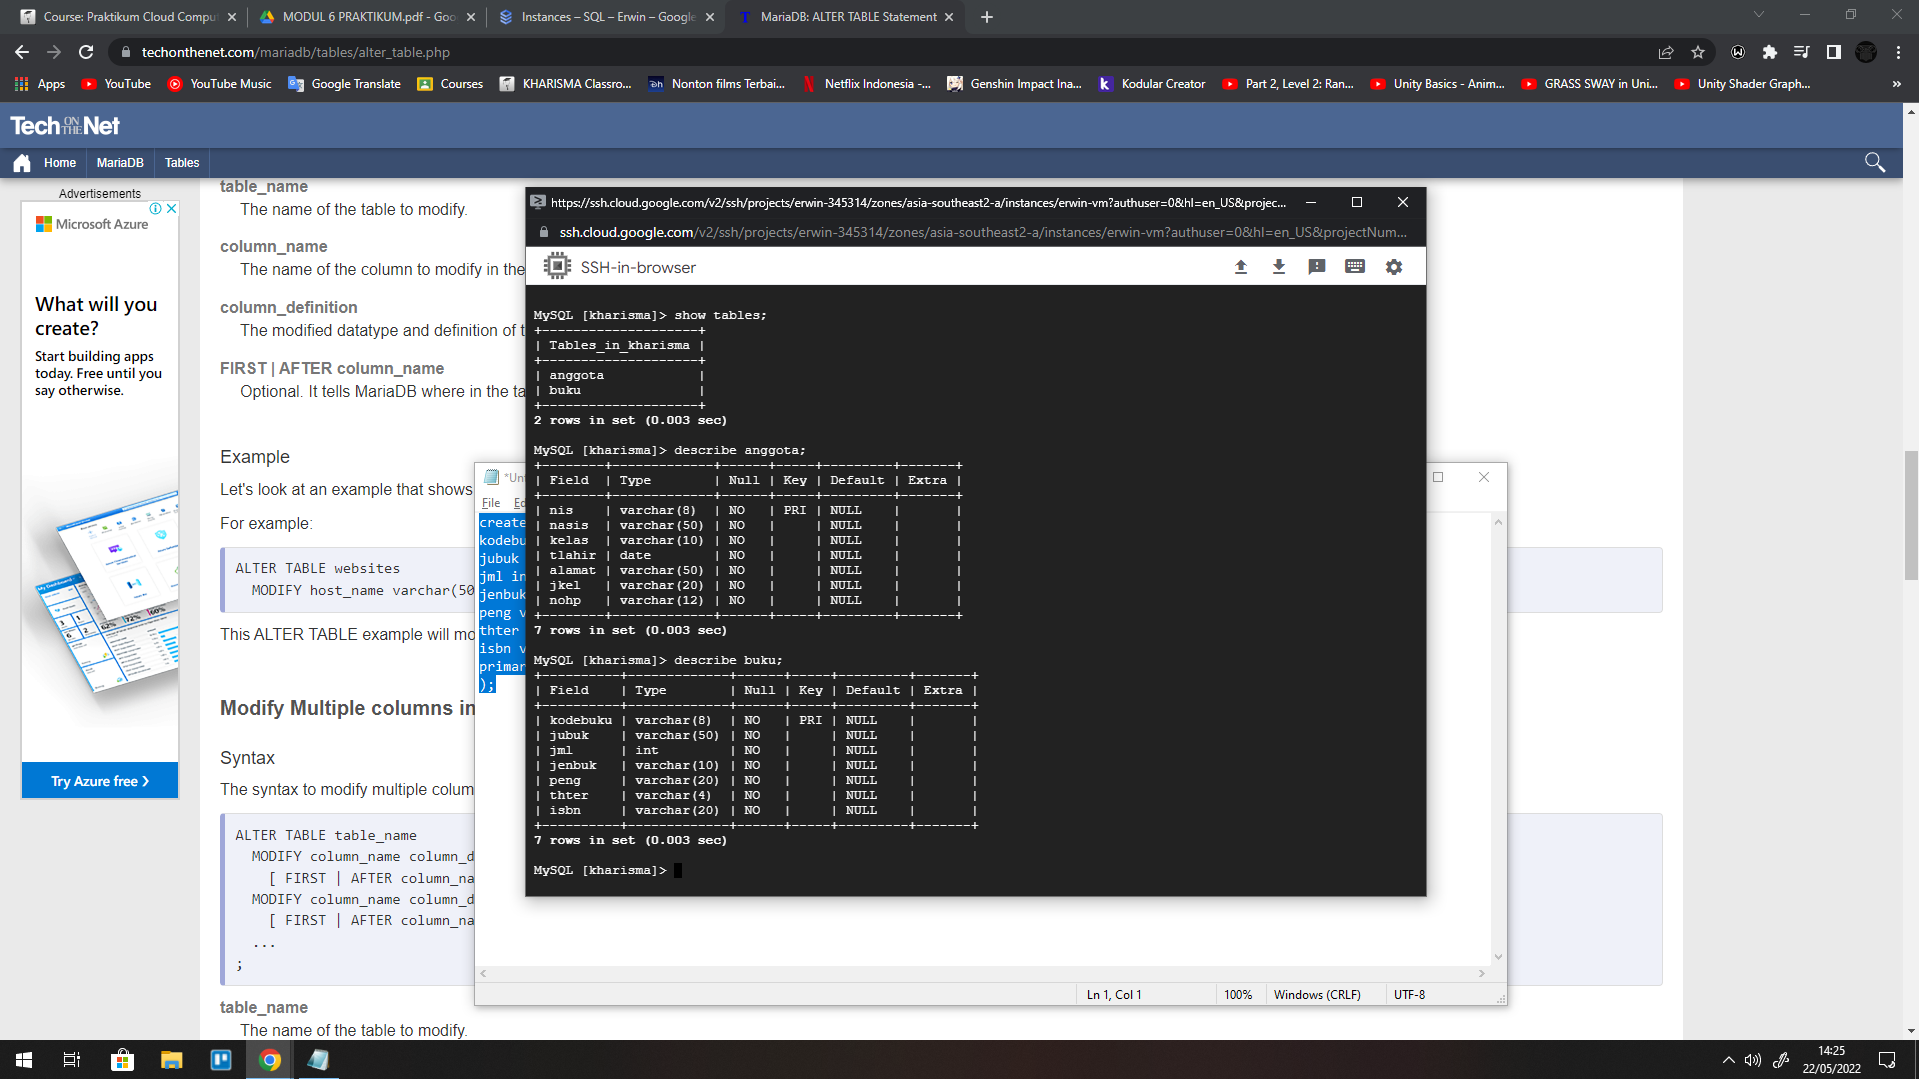 Course: Praktikum Cloud Compu
MODUL 6 PRAKTIKUM.pdf - Goo
Instances – SQL – Erwin – Google
MariaDB: ALTER TABLE Statement
techonthenet.com/mariadb/tables/alter_table.php
Apps
YouTube
YouTube Music
Google Translate
Courses
KHARISMA Classro...
Nonton films Terbai...
Netflix Indonesia -...
Genshin Impact Ina...
Kodular Creator
Part 2, Level 2: Ran...
Unity Basics - Anim...
GRASS SWAY in Uni...
Unity Shader Graph...
Tech ON THE Net
Home
MariaDB
Tables
Advertisements
Microsoft Azure
What will you
create?
Start building apps
today. Free until you
say otherwise.
Try Azure free >
table_name
The name of the table to modify.
column_name
The name of the column to modify in the
column_definition
The modified datatype and definition of t
FIRST | AFTER column_name
Optional. It tells MariaDB where in the ta
Example
Let's look at an example that shows
For example:
ALTER TABLE websites
MODIFY host_name varchar(50
This ALTER TABLE example will mo
Modify Multiple columns in
Syntax
The syntax to modify multiple colum
ALTER TABLE table_name
MODIFY column_name column_d
[ FIRST | AFTER column_na
MODIFY column_name column_d
[ FIRST | AFTER column_na
...
;
table_name
The name of the table to modify.
*Un
File Ed
create
kodebu
jubuk
jml in
jenbuk
peng v
thter
isbn v
primar
);
Ln 1, Col 1
100%
Windows (CRLF)
UTF-8
https://ssh.cloud.google.com/v2/ssh/projects/erwin-345314/zones/asia-southeast2-a/instances/erwin-vm?authuser=0&hl=en_US&projec...
ssh.cloud.google.com/v2/ssh/projects/erwin-345314/zones/asia-southeast2-a/instances/erwin-vm?authuser=0&hl=en_US&projectNum...
SSH-in-browser
MySQL [kharisma]> show tables;
+--------------------+
| Tables_in_kharisma |
+--------------------+
| anggota            |
| buku               |
+--------------------+
2 rows in set (0.003 sec)
MySQL [kharisma]> describe anggota;
+--------+-------------+------+-----+---------+-------+
| Field  | Type        | Null | Key | Default | Extra |
+--------+-------------+------+-----+---------+-------+
| nis    | varchar(8)  | NO   | PRI | NULL    |       |
| nasis  | varchar(50) | NO   |     | NULL    |       |
| kelas  | varchar(10) | NO   |     | NULL    |       |
| tlahir | date        | NO   |     | NULL    |       |
| alamat | varchar(50) | NO   |     | NULL    |       |
| jkel   | varchar(20) | NO   |     | NULL    |       |
| nohp   | varchar(12) | NO   |     | NULL    |       |
+--------+-------------+------+-----+---------+-------+
7 rows in set (0.003 sec)
MySQL [kharisma]> describe buku;
+----------+-------------+------+-----+---------+-------+
| Field    | Type        | Null | Key | Default | Extra |
+----------+-------------+------+-----+---------+-------+
| kodebuku | varchar(8)  | NO   | PRI | NULL    |       |
| jubuk    | varchar(50) | NO   |     | NULL    |       |
| jml      | int         | NO   |     | NULL    |       |
| jenbuk   | varchar(10) | NO   |     | NULL    |       |
| peng     | varchar(20) | NO   |     | NULL    |       |
| thter    | varchar(4)  | NO   |     | NULL    |       |
| isbn     | varchar(20) | NO   |     | NULL    |       |
+----------+-------------+------+-----+---------+-------+
7 rows in set (0.003 sec)
MySQL [kharisma]>
14:25
22/05/2022